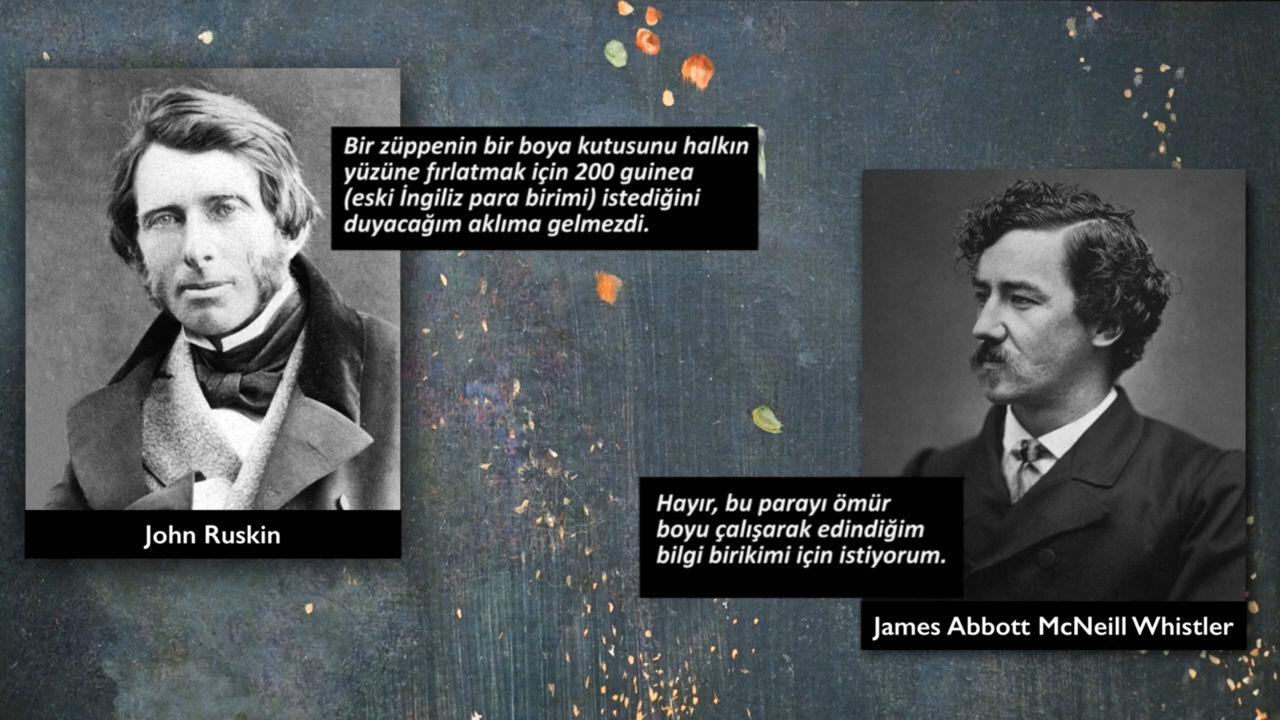 Bir züppenin bir boya kutusunu halkın
yüzüne fırlatmak için 200 guinea
(eski İngiliz para birimi) istediğini
duyacağım aklıma gelmezdi.
John Ruskin
Hayır, bu parayı ömür
boyu çalışarak edindiğim
bilgi birikimi için istiyorum.
James Abbott McNeill Whistler